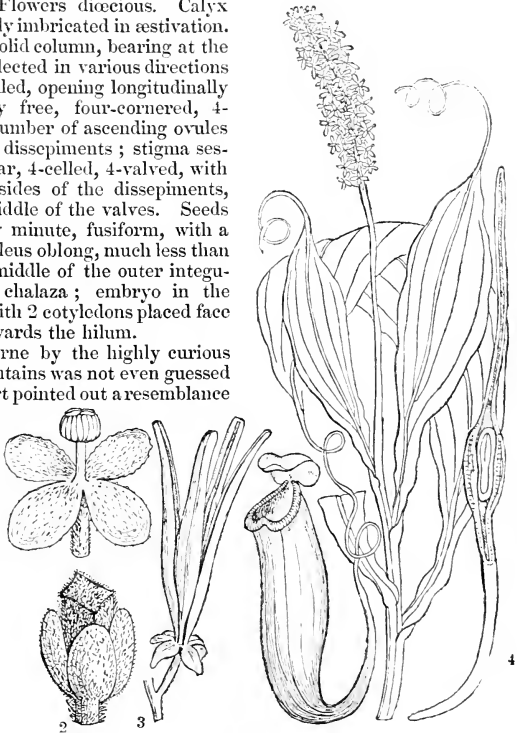 Flowers diœcious. Calyx
ly imbricated in æstivation.
olid column, bearing at the
lected in various directions
led, opening longitudinally
y free, four-cornered, 4-
umber of ascending ovules
dissepiments ; stigma ses-
ar, 4-celled, 4-valved, with
sides of the dissepiments,
iddle of the valves. Seeds
minute, fusiform, with a
leus oblong, much less than
middle of the outer integu-
chalaza ; embryo in the
ith 2 cotyledons placed face
wards the hilum.
rne by the highly curious
ntains was not even guessed
t pointed out a resemblance
2
3
4